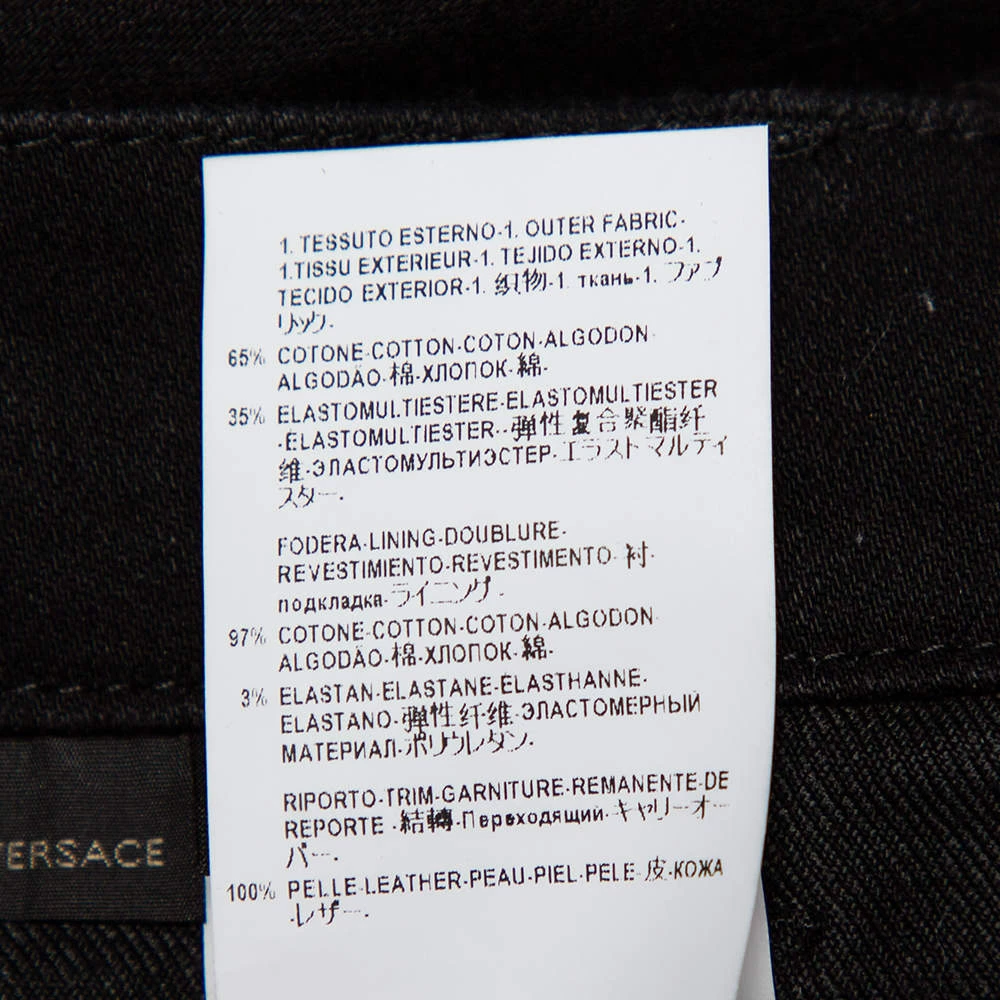 1. TESSUTO ESTERNO-1. OUTER FABRIC-
1.TISSU EXTERIEUR-1. TEJIDO EXTERNO-1.
TECIDO EXTERIOR-1. 织物-1. ткань-1. ファブ
リック-
65% COTONE-COTTON-COTON-ALGODON-
ALGODÃO-棉-ХЛОПОК-綿-
35% ELASTOMULTIESTERE-ELASTOMULTIESTER
-ELASTOMULTIESTER--弹性复合聚酯纤
维-ЭЛАСТОМУЛЬТИЭСТЕР-エラストマルティ
スター-
FODERA-LINING-DOUBLURE-
REVESTIMIENTO-REVESTIMENTO-衬-
подкладка-ライニング-
97% COTONE-COTTON-COTON-ALGODON-
ALGODÃO-棉-ХЛОПОК-綿-
3% ELASTAN-ELASTANE-ELASTHANNE-
ELASTANO-弹性纤维-ЭЛАСТОМЕРНЫЙ
МАТЕРИАЛ-ポリウレタン-
RIPORTO-TRIM-GARNITURE-REMANENTE-DE
REPORTE -結轉-Переходящий-キャリーオー
バー-
100% PELLE-LEATHER-PEAU-PIEL-PELE-皮-КОЖА
-レザー-
VERSACE